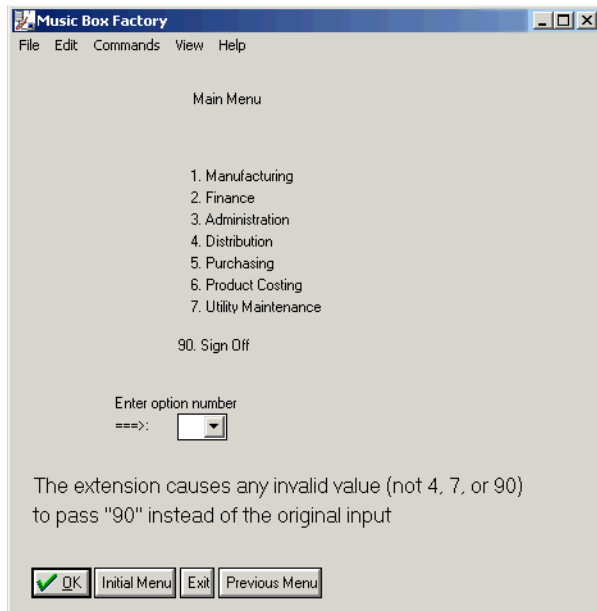 Music Box Factory
File Edit Commands View Help
Main Menu
1. Manufacturing
2. Finance
3. Administration
4. Distribution
5. Purchasing
6. Product Costing
7. Utility Maintenance
90. Sign Off
Enter option number
===>:
The extension causes any invalid value (not 4, 7, or 90)
to pass "90" instead of the original input
OK Initial Menu Exit Previous Menu